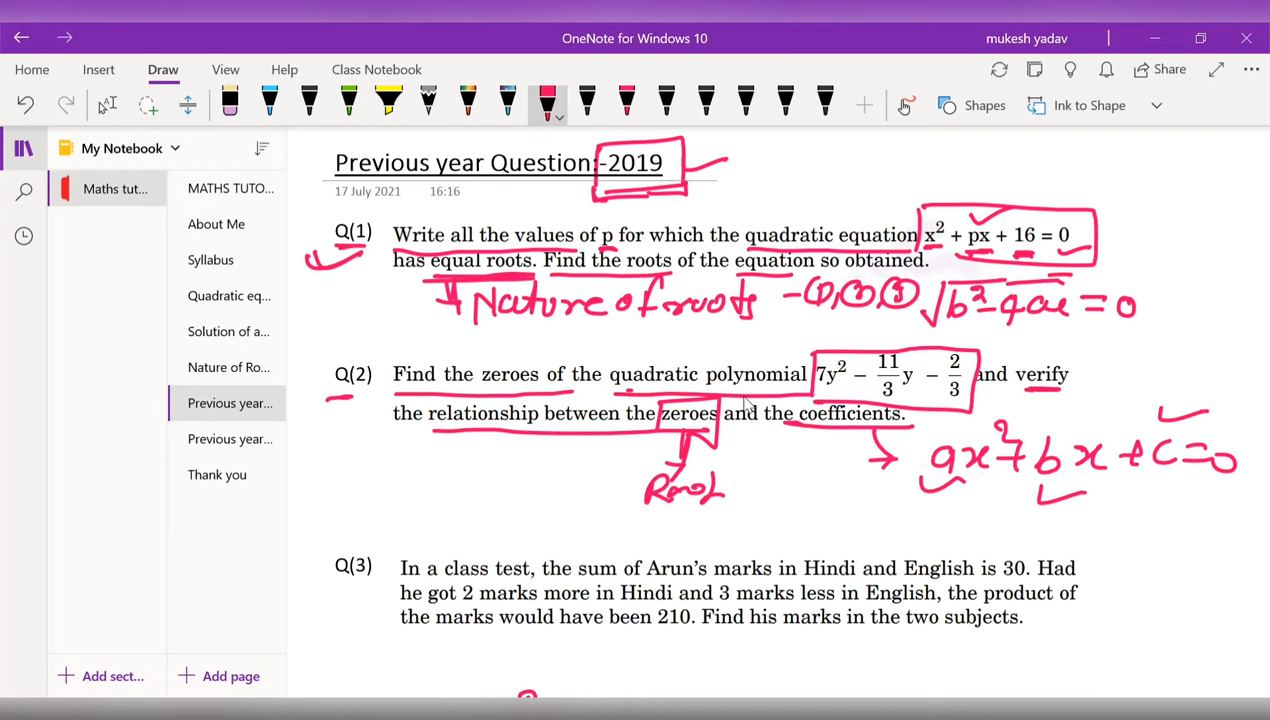 OneNote for Windows 10
mukesh yadav
Home Insert Draw View Help Class Notebook
Share
Shapes
Ink to Shape
My Notebook
Maths tut...
MATHS TUTO...
About Me
Syllabus
Quadratic eq...
Solution of a...
Nature of Ro...
Previous year...
Previous year...
Thank you
Add sect...
Add page
Previous year Question:-2019
17 July 2021 16:16
Q(1) Write all the values of p for which the quadratic equation x² + px + 16 = 0
has equal roots. Find the roots of the equation so obtained.
Nature of roots - ①, ②, ③ √b²-4ac = 0
Q(2) Find the zeroes of the quadratic polynomial 7y² − 11/3 y − 2/3 and verify
the relationship between the zeroes and the coefficients.
ax²+bx+c=0
Root
Q(3) In a class test, the sum of Arun's marks in Hindi and English is 30. Had
he got 2 marks more in Hindi and 3 marks less in English, the product of
the marks would have been 210. Find his marks in the two subjects.